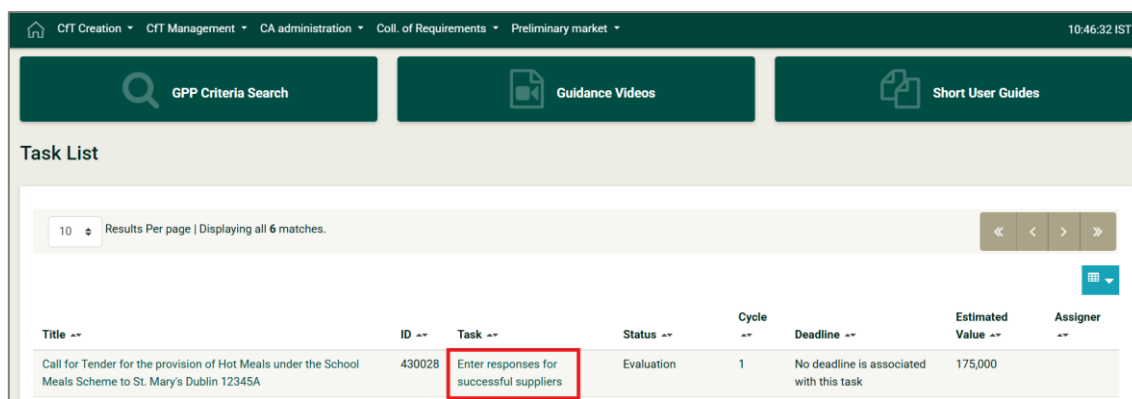 CfT Creation CfT Management CA administration Coll. of Requirements Preliminary market 10:46:32 IST
GPP Criteria Search Guidance Videos Short User Guides
Task List
10 Results Per page | Displaying all 6 matches.
« < > »
Cycle Estimated Assigner
Title ID Task Status Deadline Value
Call for Tender for the provision of Hot Meals under the School 430028 Enter responses for Evaluation 1 No deadline is associated 175,000
Meals Scheme to St. Mary's Dublin 12345A successful suppliers with this task